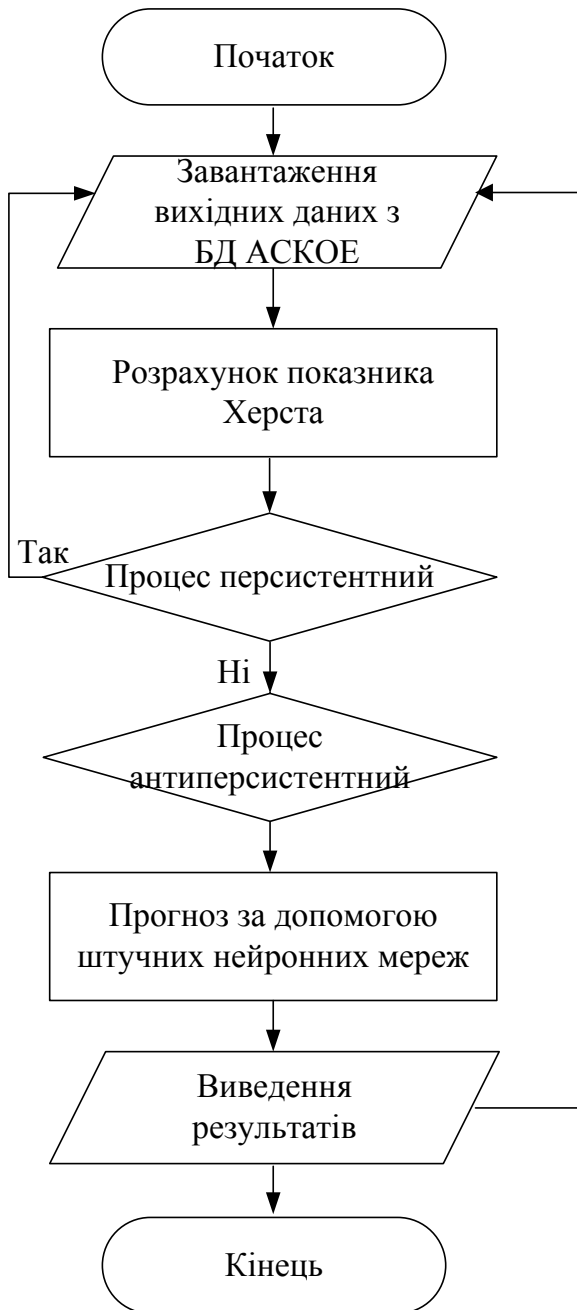 Початок
Завантаження
вихідних даних з
БД АСКОЕ
Розрахунок показника
Херста
Так
Процес персистентний
Ні
Процес
антиперсистентний
Прогноз за допомогою
штучних нейронних мереж
Виведення
результатів
Кінець